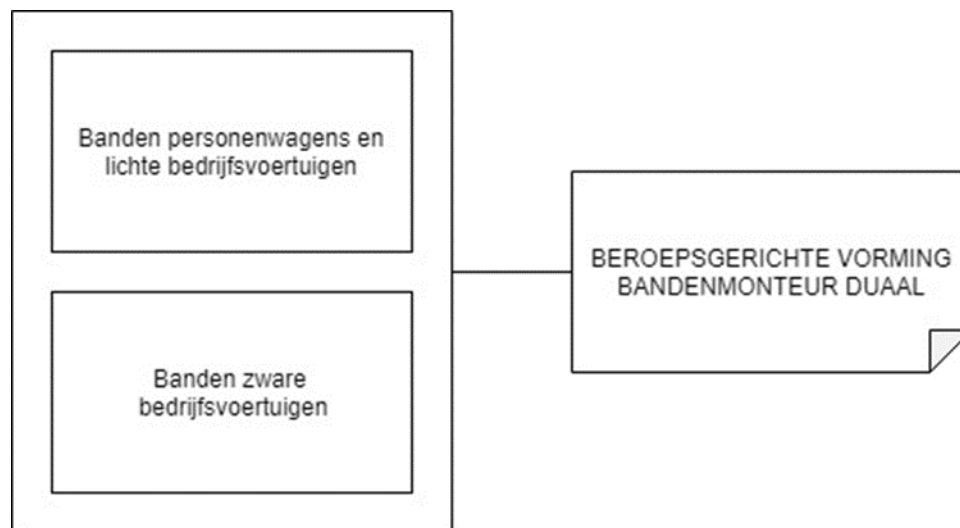 Banden personenwagens en
lichte bedrijfsvoertuigen
Banden zware
bedrijfsvoertuigen
BEROEPSGERICHTE VORMING
BANDENMONTEUR DUAAL